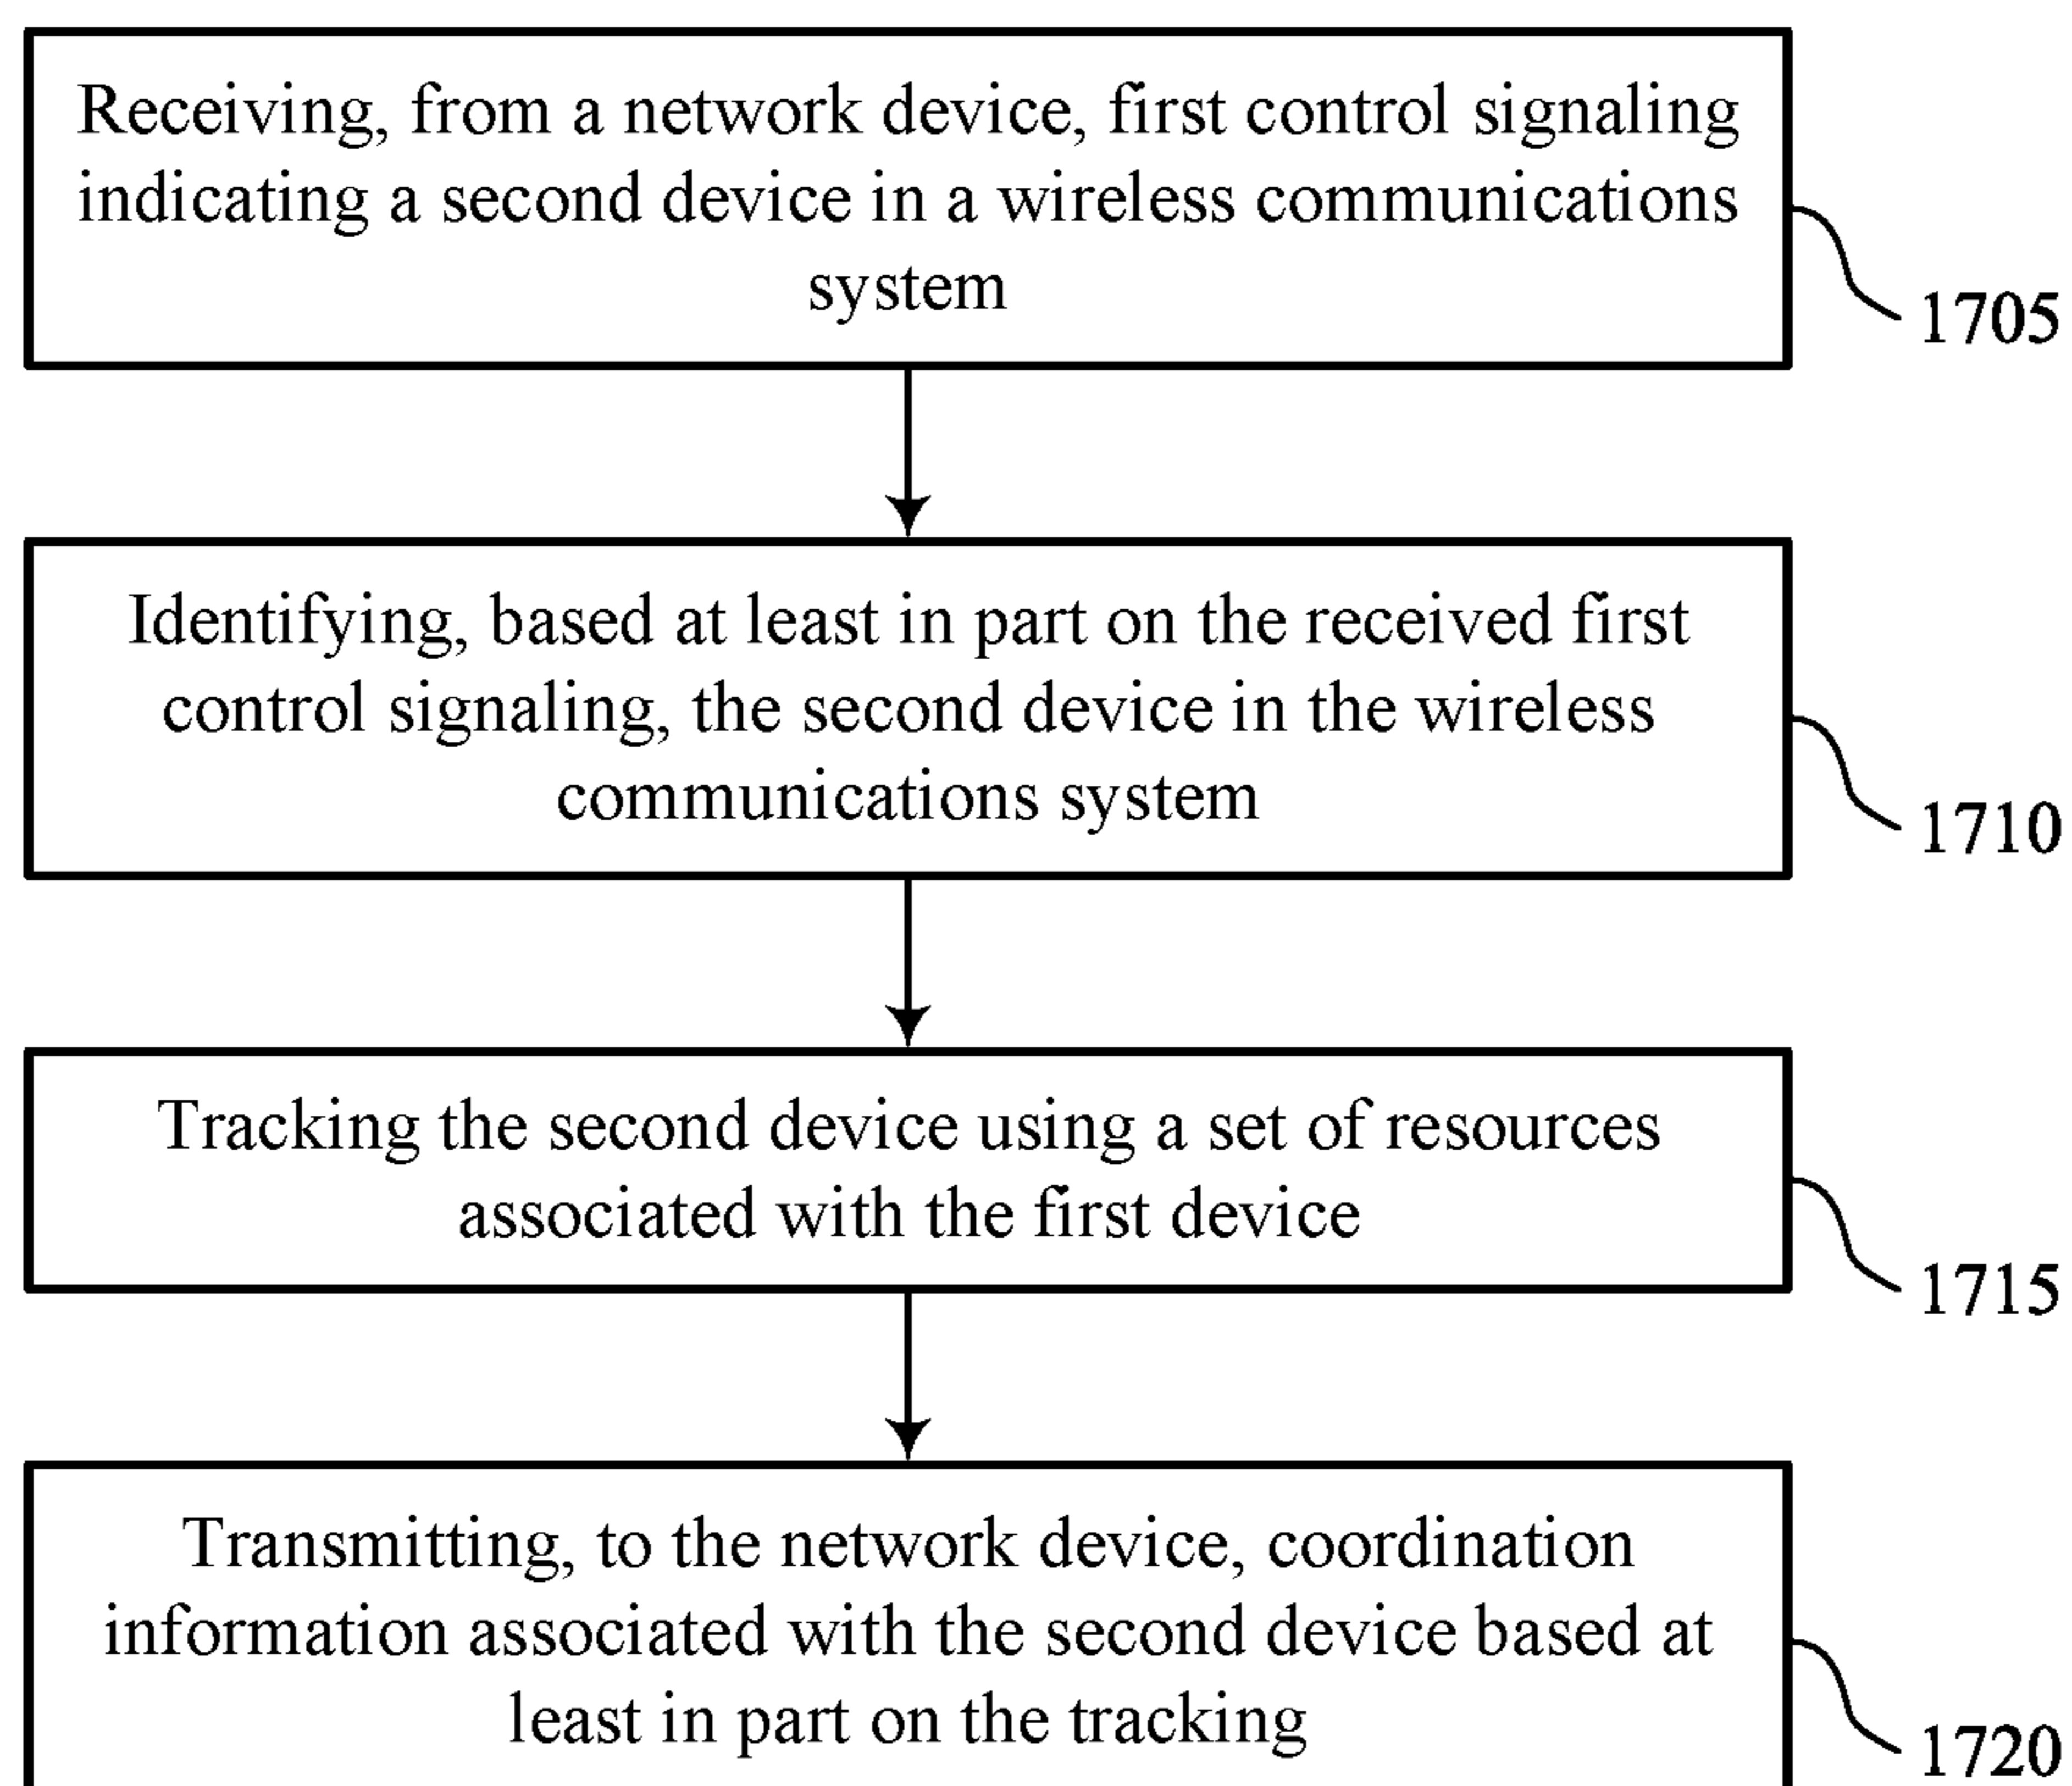 Receiving, from a network device, first control signaling
indicating a second device in a wireless communications
system
1705
Identifying, based at least in part on the received first
control signaling, the second device in the wireless
communications system
1710
Tracking the second device using a set of resources
associated with the first device
1715
Transmitting, to the network device, coordination
information associated with the second device based at
least in part on the tracking
1720